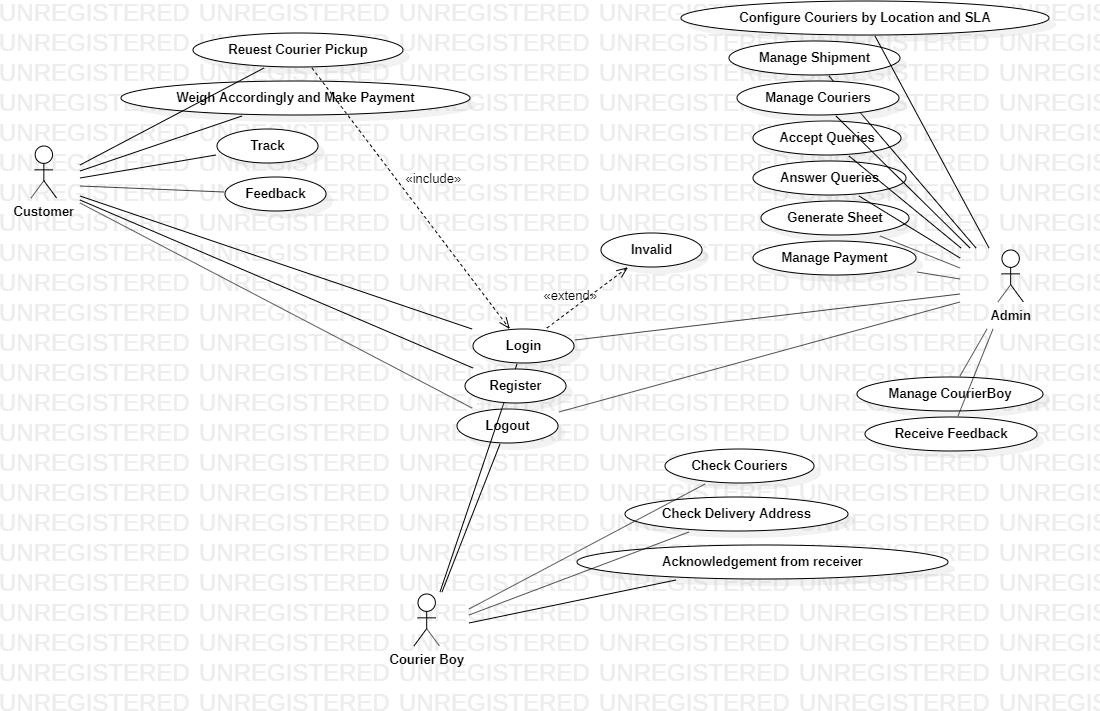 Configure Couriers by Location and SLA
Reuest Courier Pickup
Manage Shipment
Weigh Accordingly and Make Payment
Manage Couriers
Track
Accept Queries
«include»
Answer Queries
Feedback
Customer
Generate Sheet
Invalid
Manage Payment
«extend»
Admin
Login
Register
Manage CourierBoy
Logout
Receive Feedback
Check Couriers
Check Delivery Address
Acknowledgement from receiver
Courier Boy
UNREGISTERED